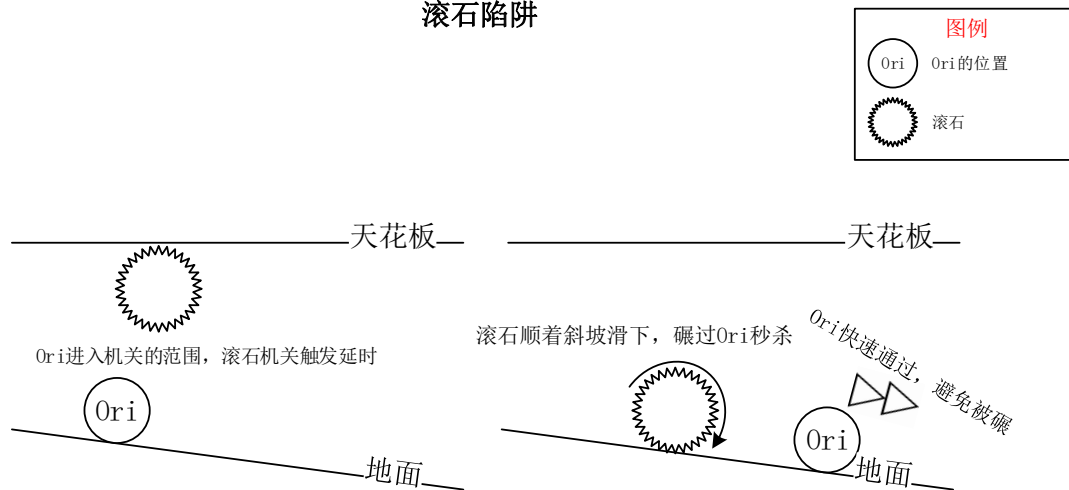 滚石陷阱
图例
Ori
Ori的位置
滚石
天花板
Ori进入机关的范围，滚石机关触发延时
Ori
地面
天花板
滚石顺着斜坡滑下，碾过Ori秒杀
Ori快速通过，避免被碾
Ori
地面